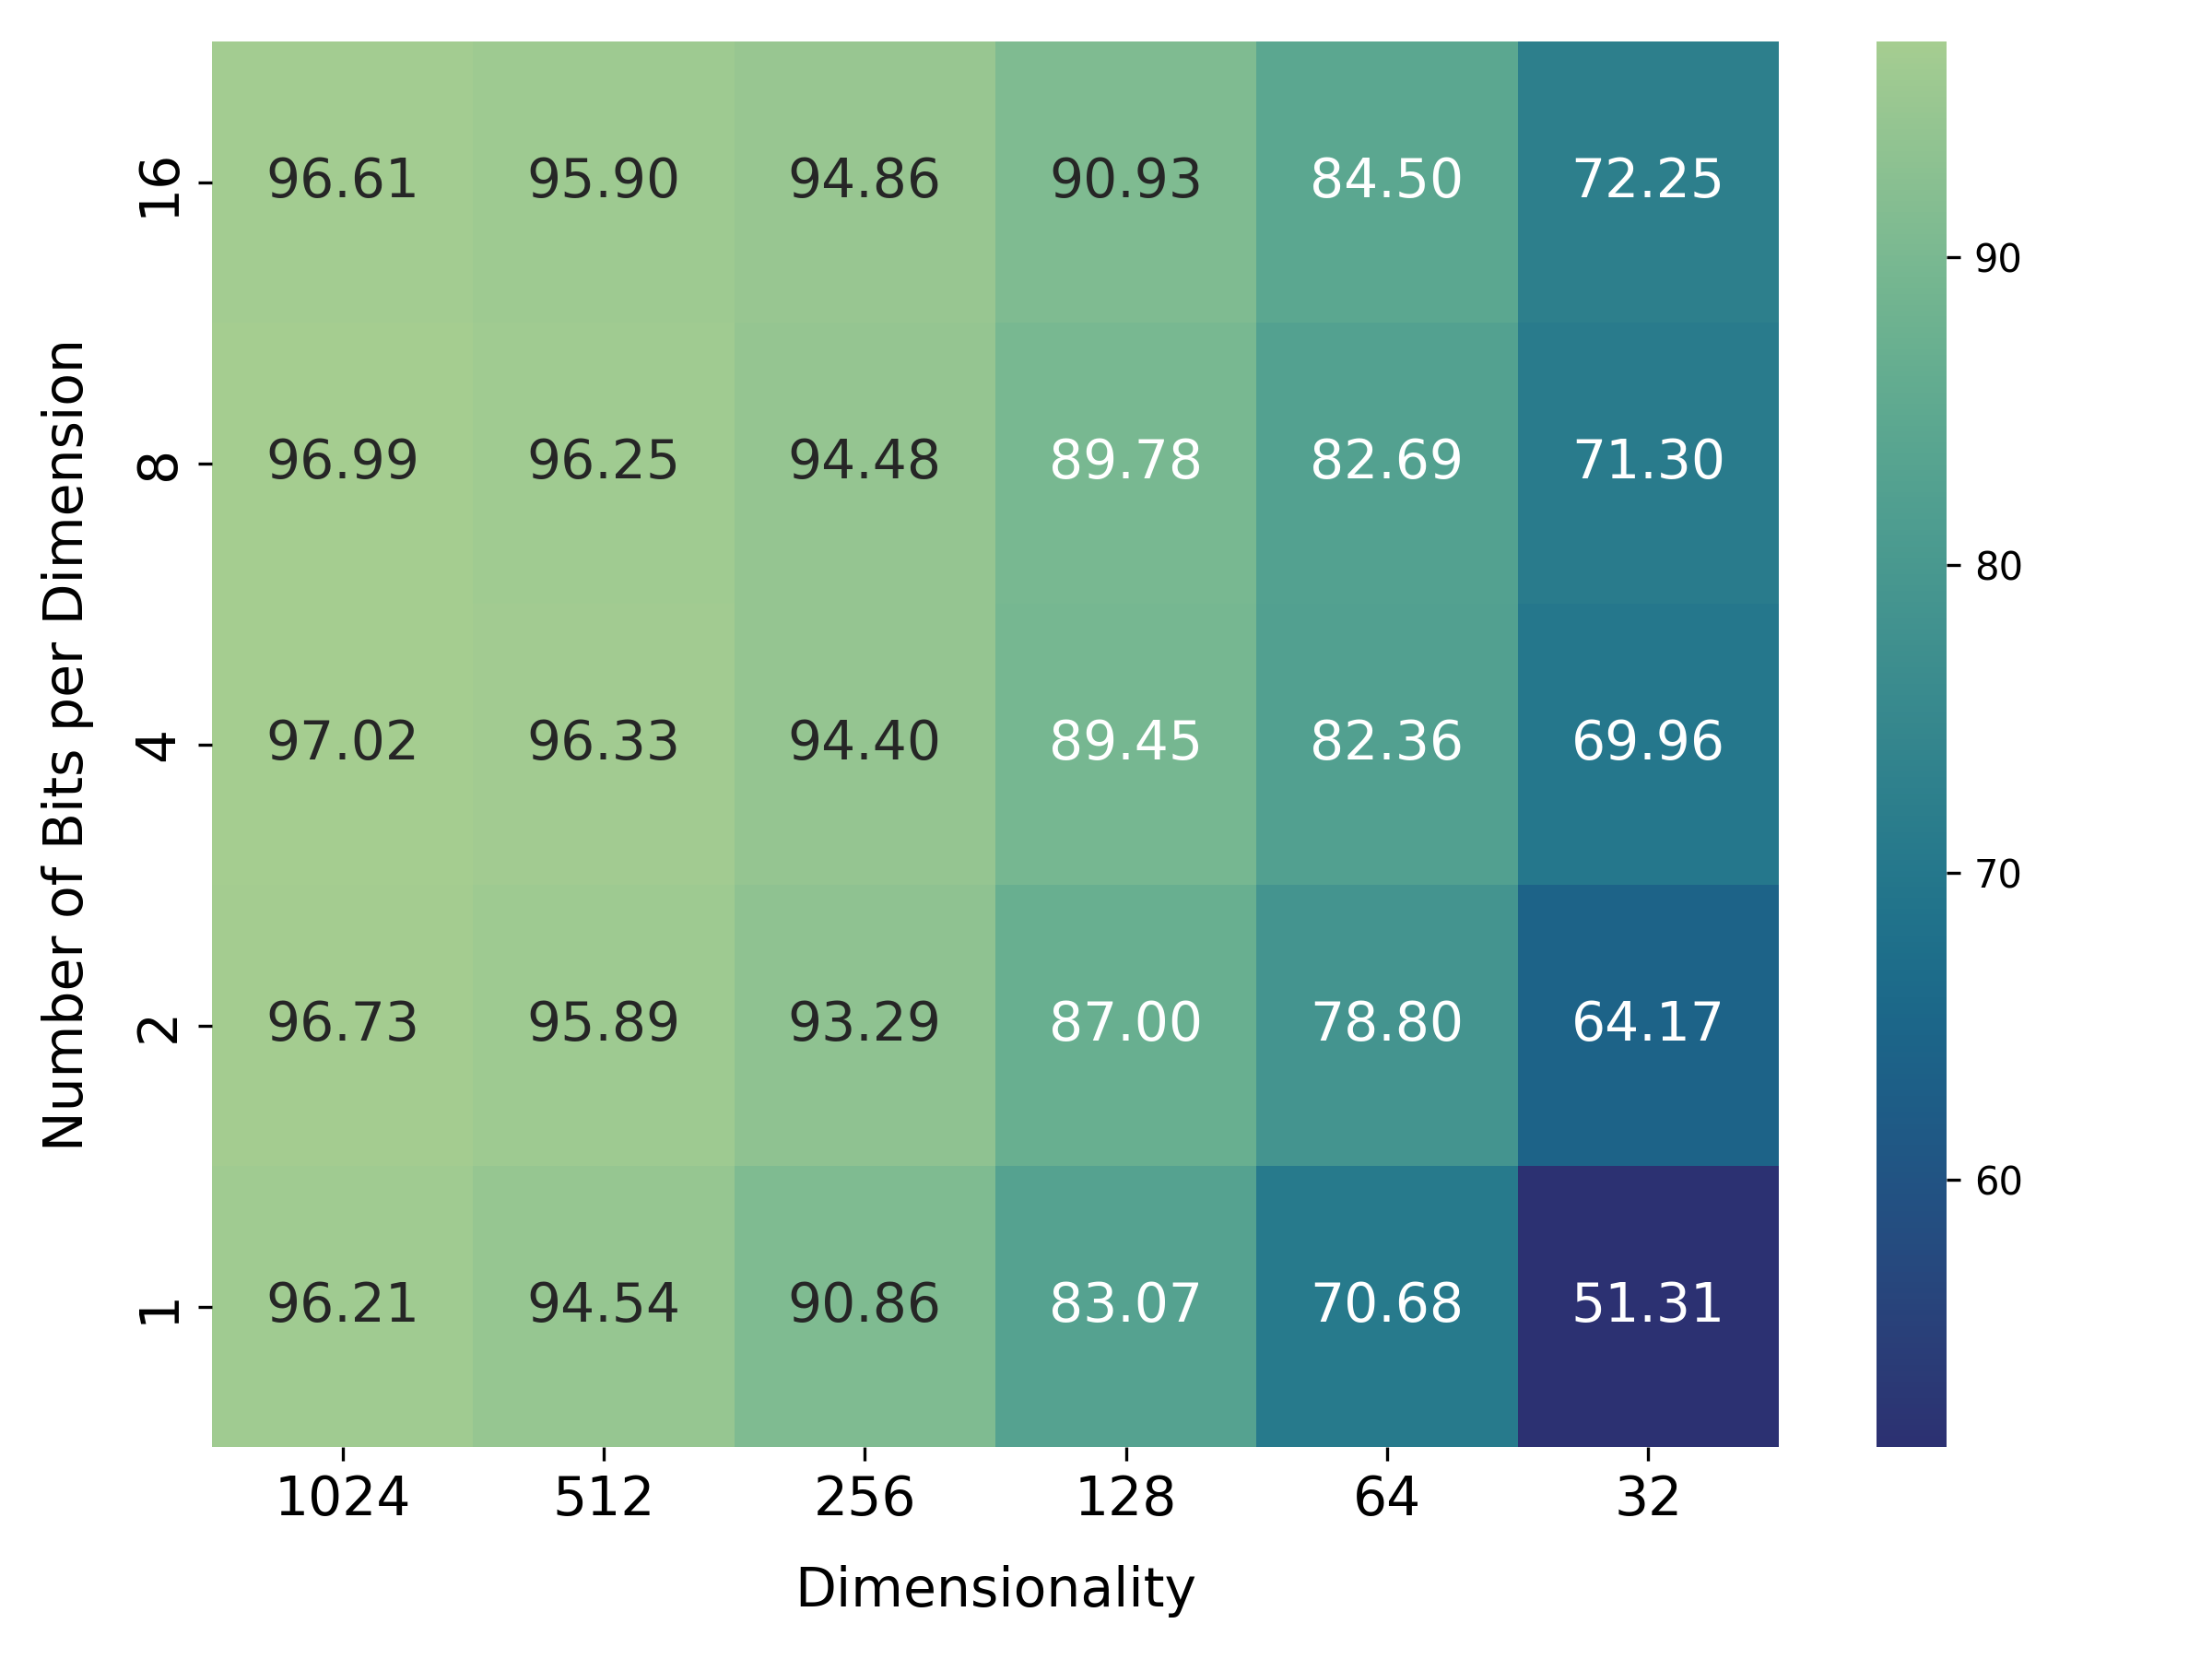 Number of Bits per Dimension
16 96.61 95.90 94.86 90.93 84.50 72.25
8 96.99 96.25 94.48 89.78 82.69 71.30
4 97.02 96.33 94.40 89.45 82.36 69.96
2 96.73 95.89 93.29 87.00 78.80 64.17
1 96.21 94.54 90.86 83.07 70.68 51.31
1024 512 256 128 64 32
Dimensionality
90
80
70
60